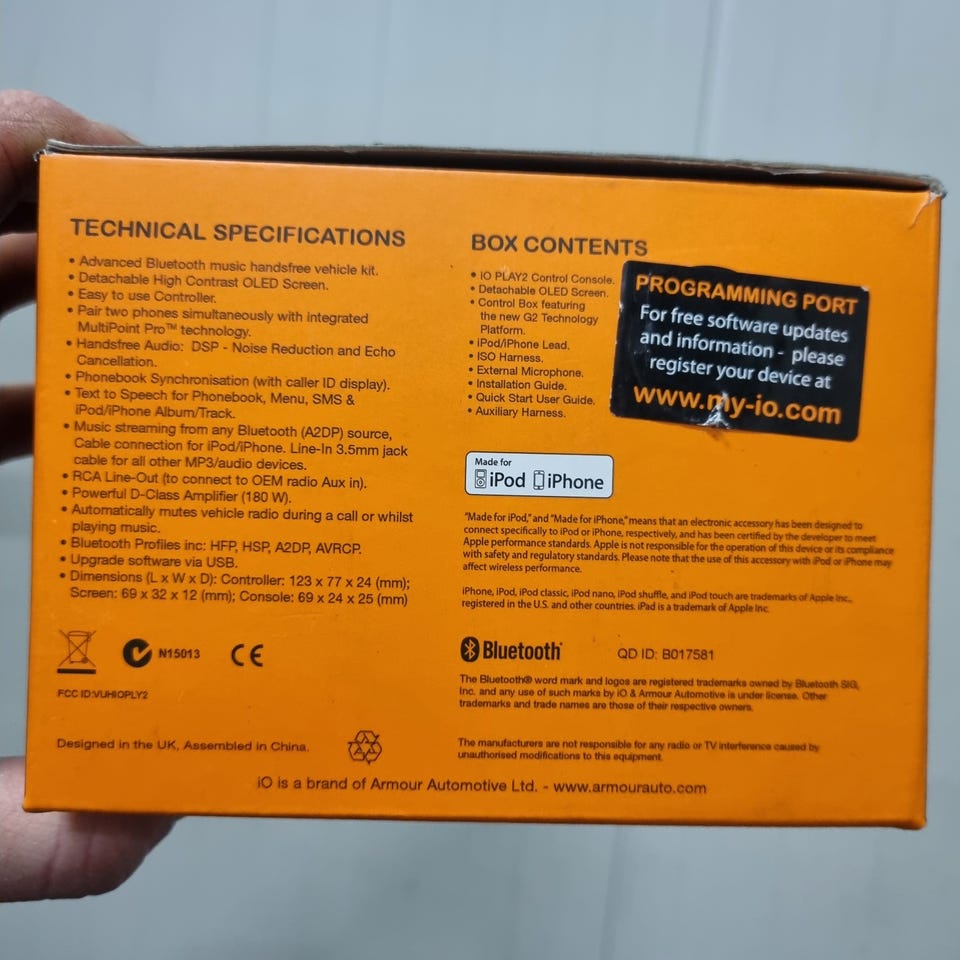 TECHNICAL SPECIFICATIONS
• Advanced Bluetooth music handsfree vehicle kit.
• Detachable High Contrast OLED Screen.
• Easy to use Controller.
• Pair two phones simultaneously with integrated
MultiPoint Pro™ technology.
• Handsfree Audio: DSP - Noise Reduction and Echo
Cancellation.
• Phonebook Synchronisation (with caller ID display).
• Text to Speech for Phonebook, Menu, SMS &
iPod/iPhone Album/Track.
• Music streaming from any Bluetooth (A2DP) source,
Cable connection for iPod/iPhone. Line-In 3.5mm jack
cable for all other MP3/audio devices.
• RCA Line-Out (to connect to OEM radio Aux in).
• Powerful D-Class Amplifier (180 W).
• Automatically mutes vehicle radio during a call or whilst
playing music.
• Bluetooth Profiles inc: HFP, HSP, A2DP, AVRCP.
• Upgrade software via USB.
• Dimensions (L x W x D): Controller: 123 x 77 x 24 (mm);
Screen: 69 x 32 x 12 (mm); Console: 69 x 24 x 25 (mm)
N15013 CE
FCC ID:VUHIOPLY2
Designed in the UK, Assembled in China.
BOX CONTENTS
• iO PLAY2 Control Console.
• Detachable OLED Screen.
• Control Box featuring
the new G2 Technology
Platform.
• iPod/iPhone Lead.
• ISO Harness.
• External Microphone.
• Installation Guide.
• Quick Start User Guide.
• Auxiliary Harness.
PROGRAMMING PORT
For free software updates
and information - please
register your device at
www.my-io.com
Made for
iPod iPhone
"Made for iPod," and "Made for iPhone," means that an electronic accessory has been designed to
connect specifically to iPod or iPhone, respectively, and has been certified by the developer to meet
Apple performance standards. Apple is not responsible for the operation of this device or its compliance
with safety and regulatory standards. Please note that the use of this accessory with iPod or iPhone may
affect wireless performance.
iPhone, iPod, iPod classic, iPod nano, iPod shuffle, and iPod touch are trademarks of Apple Inc.,
registered in the U.S. and other countries. iPad is a trademark of Apple Inc.
Bluetooth® QD ID: B017581
The Bluetooth® word mark and logos are registered trademarks owned by Bluetooth SIG,
Inc. and any use of such marks by iO & Armour Automotive is under license. Other
trademarks and trade names are those of their respective owners.
The manufacturers are not responsible for any radio or TV interference caused by
unauthorised modifications to this equipment.
iO is a brand of Armour Automotive Ltd. - www.armourauto.com